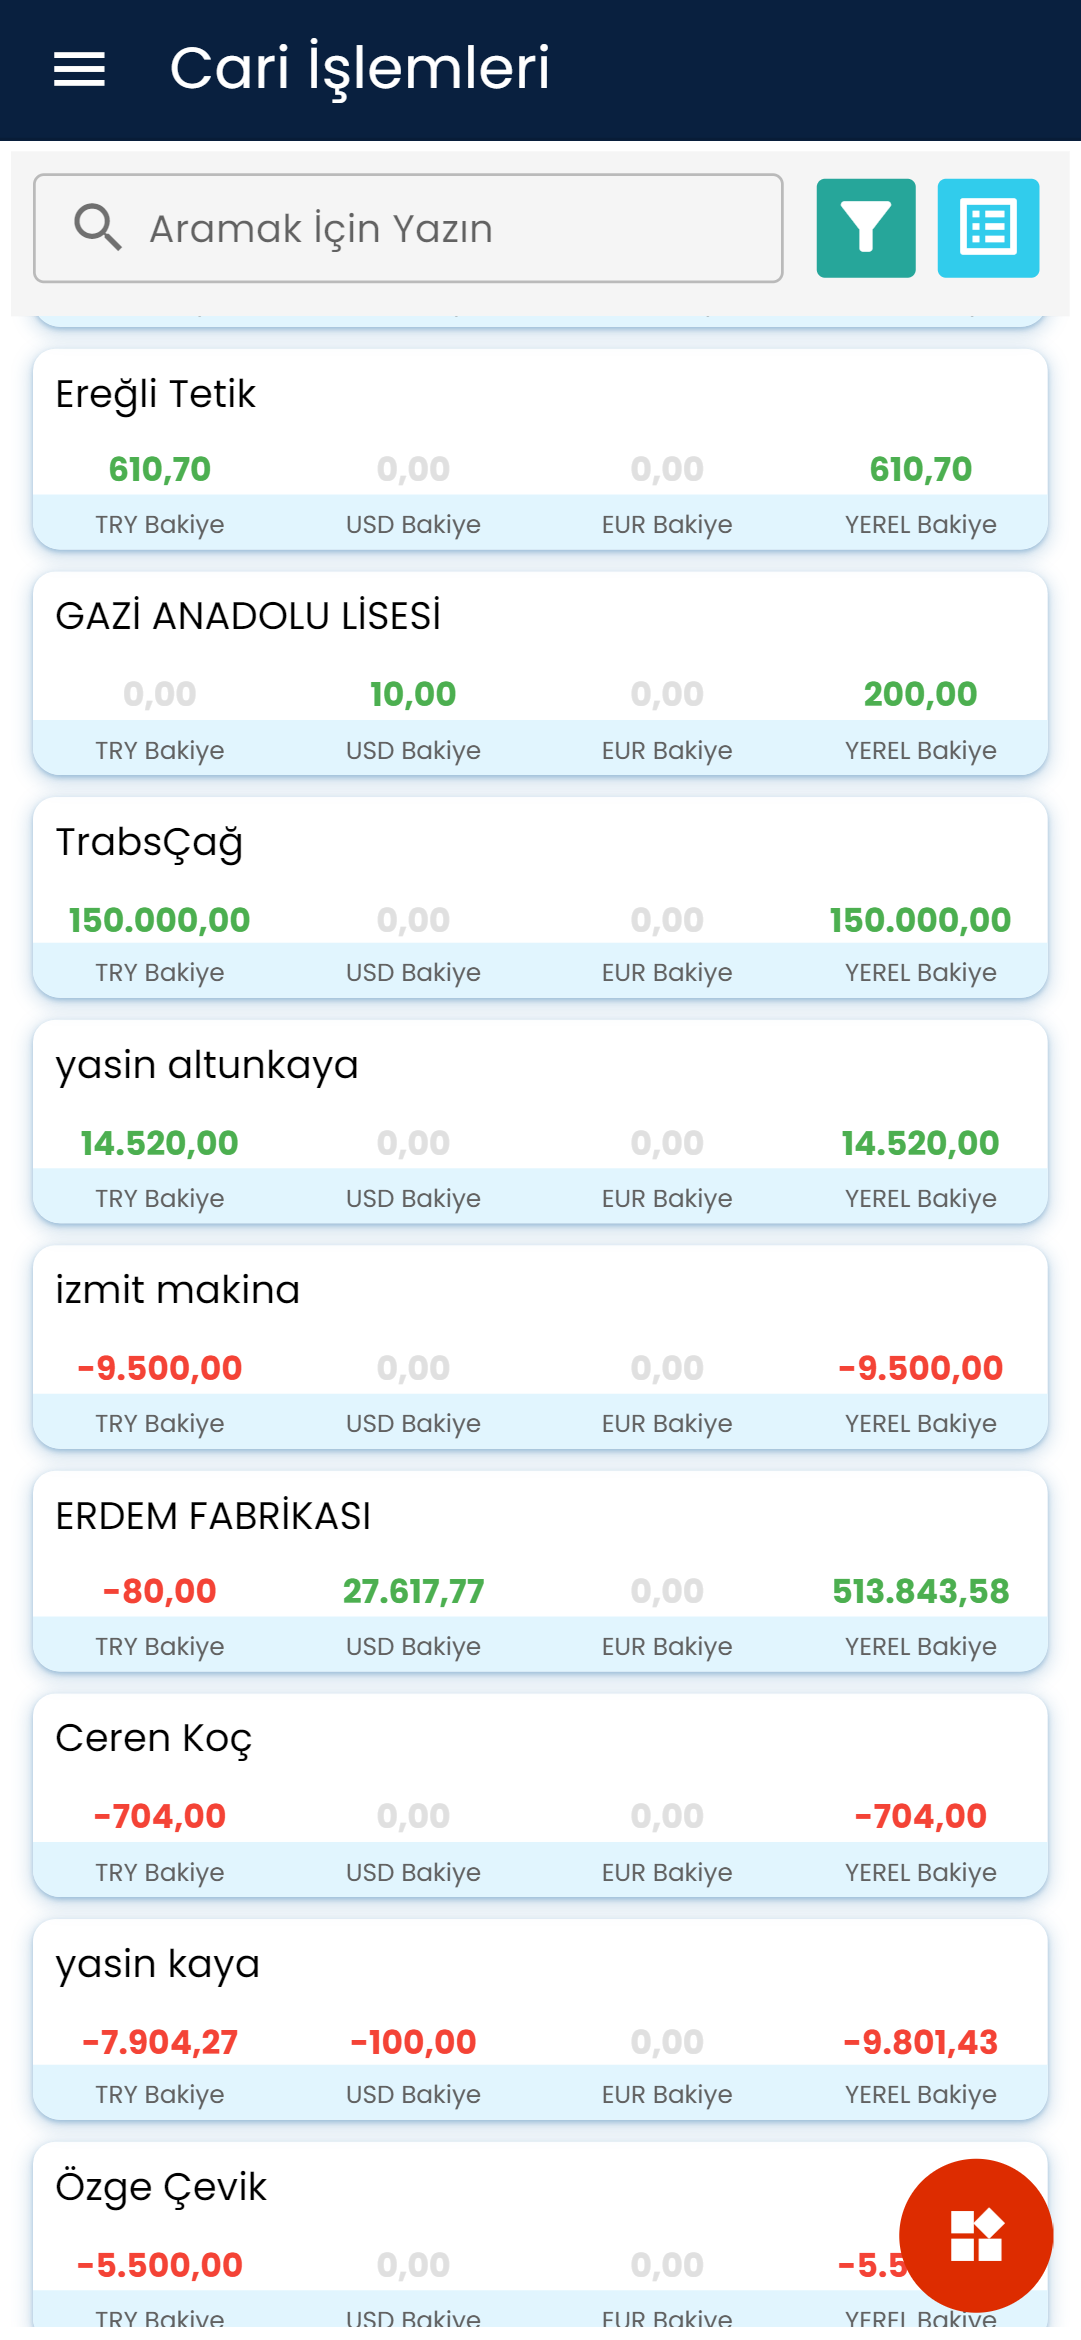 Cari İşlemleri
Aramak İçin Yazın
Ereğli Tetik
610,70 0,00 0,00 610,70
TRY Bakiye USD Bakiye EUR Bakiye YEREL Bakiye
GAZİ ANADOLU LİSESİ
0,00 10,00 0,00 200,00
TRY Bakiye USD Bakiye EUR Bakiye YEREL Bakiye
TrabsÇağ
150.000,00 0,00 0,00 150.000,00
TRY Bakiye USD Bakiye EUR Bakiye YEREL Bakiye
yasin altunkaya
14.520,00 0,00 0,00 14.520,00
TRY Bakiye USD Bakiye EUR Bakiye YEREL Bakiye
izmit makina
-9.500,00 0,00 0,00 -9.500,00
TRY Bakiye USD Bakiye EUR Bakiye YEREL Bakiye
ERDEM FABRİKASI
-80,00 27.617,77 0,00 513.843,58
TRY Bakiye USD Bakiye EUR Bakiye YEREL Bakiye
Ceren Koç
-704,00 0,00 0,00 -704,00
TRY Bakiye USD Bakiye EUR Bakiye YEREL Bakiye
yasin kaya
-7.904,27 -100,00 0,00 -9.801,43
TRY Bakiye USD Bakiye EUR Bakiye YEREL Bakiye
Özge Çevik
-5.500,00 0,00 0,00 -5.5
TRY Bakiye USD Bakiye EUR Bakiye YEREL Bakiye